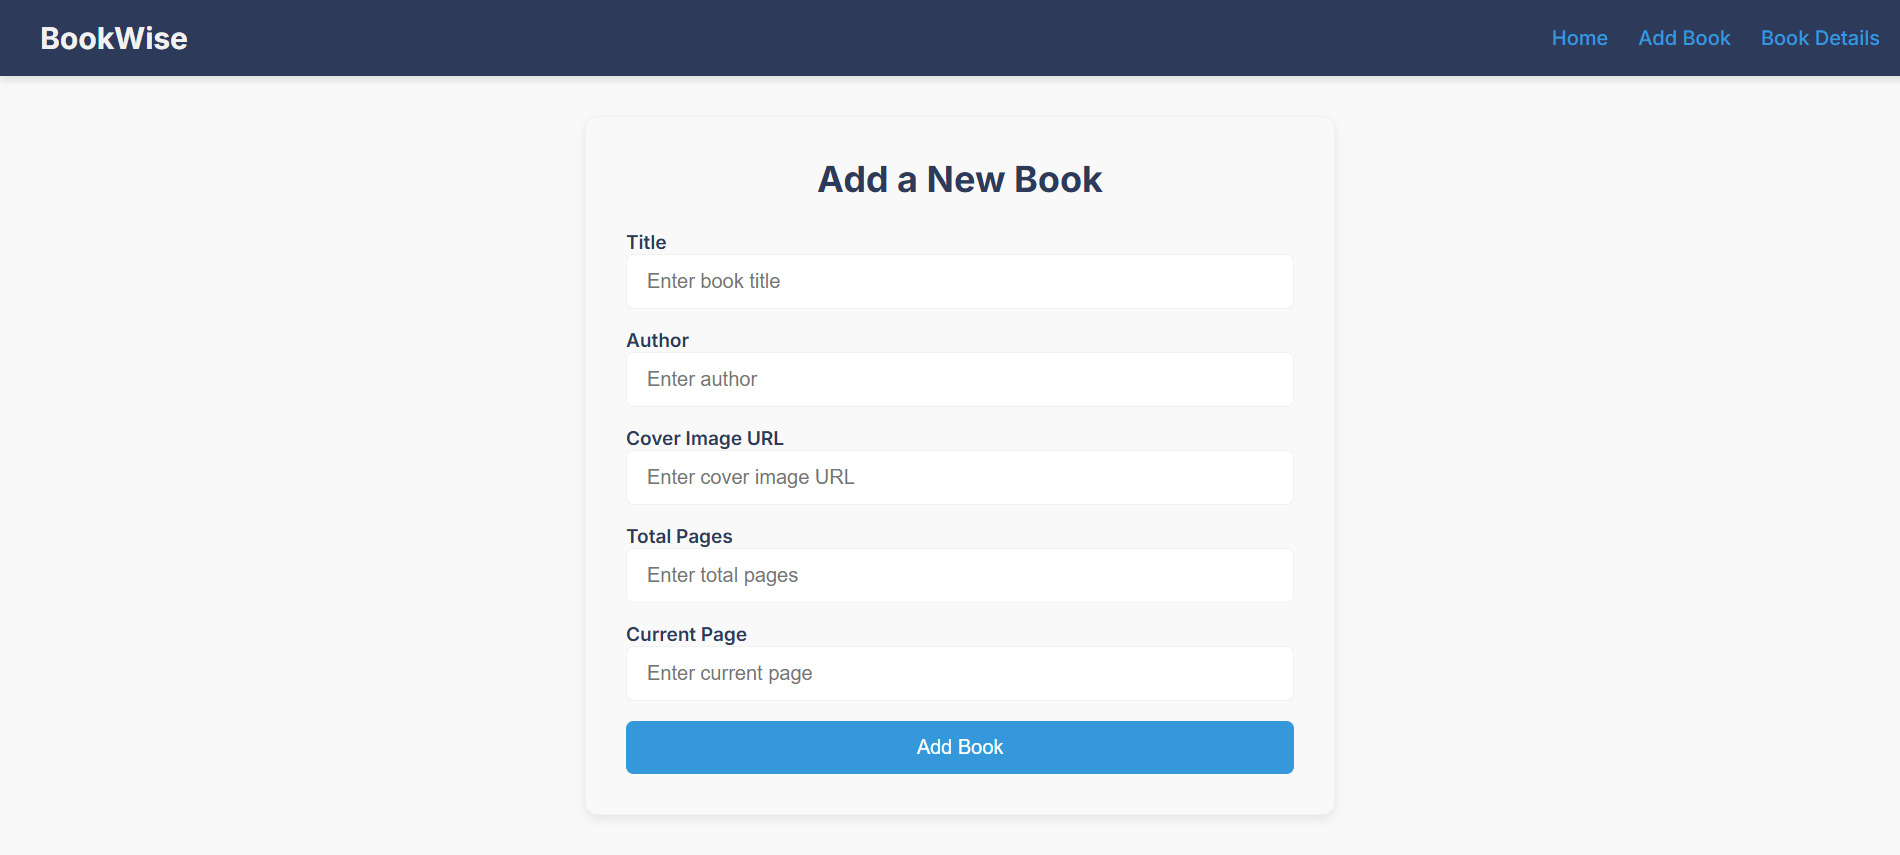 BookWise
Home Add Book Book Details
Add a New Book
Title
Enter book title
Author
Enter author
Cover Image URL
Enter cover image URL
Total Pages
Enter total pages
Current Page
Enter current page
Add Book